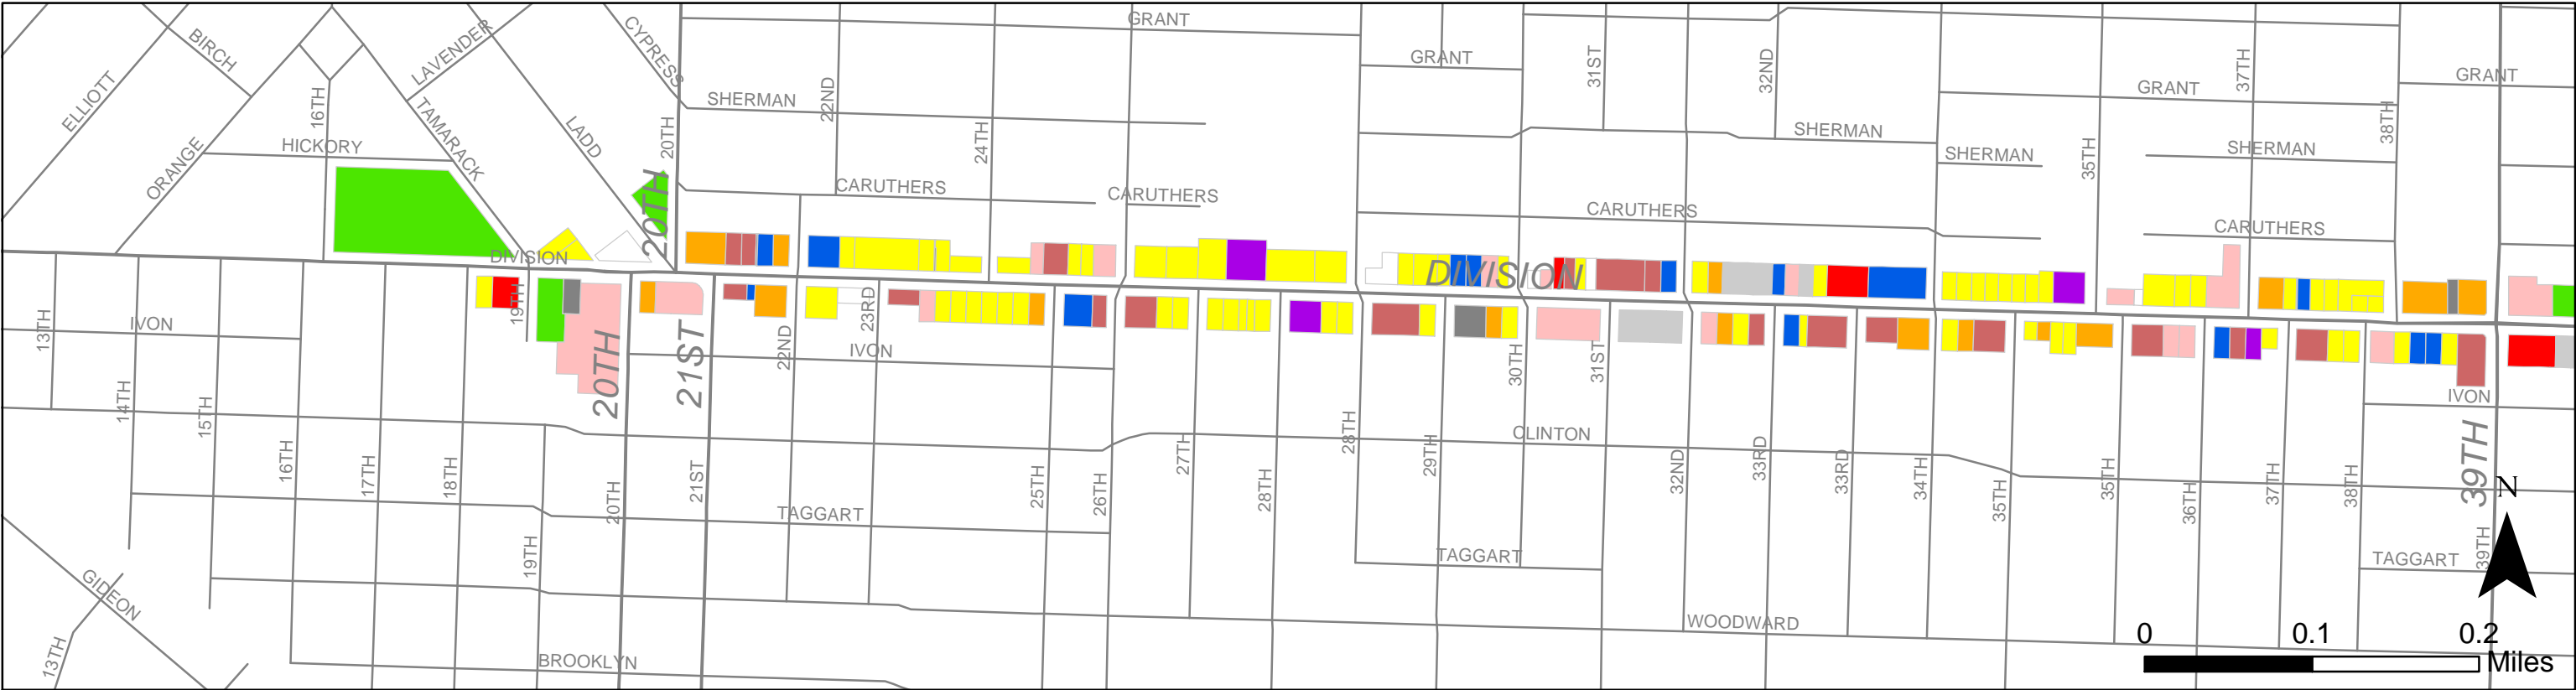 GRANT
BIRCH
LAVENDER
CYPRESS
GRANT
31ST
32ND
37TH
GRANT
ELLIOTT
16TH
TAMARACK
SHERMAN
22ND
GRANT
38TH
LADD
20TH
24TH
SHERMAN
HICKORY
ORANGE
SHERMAN
35TH
SHERMAN
20TH
CARUTHERS
CARUTHERS
CARUTHERS
CARUTHERS
DIVISION
DIVISION
19TH
23RD
13TH
IVON
20TH
21ST
22ND
IVON
30TH
31ST
14TH
15TH
28TH
IVON
16TH
17TH
18TH
21ST
25TH
26TH
27TH
28TH
29TH
CLINTON
32ND
33RD
33RD
34TH
35TH
35TH
36TH
37TH
38TH
39TH
N
20TH
TAGGART
19TH
TAGGART
TAGGART
39TH
GIDEON
13TH
BROOKLYN
WOODWARD
0 0.1 0.2
Miles